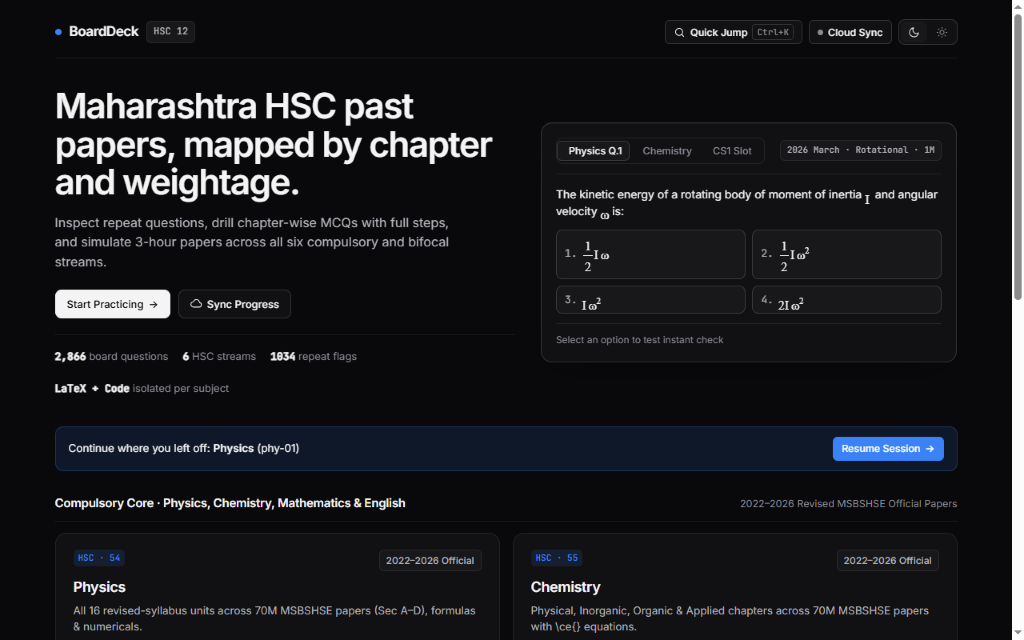 BoardDeck HSC 12
Quick Jump Ctrl+K Cloud Sync
Maharashtra HSC past
papers, mapped by chapter
and weightage.
Inspect repeat questions, drill chapter-wise MCQs with full steps,
and simulate 3-hour papers across all six compulsory and bifocal
streams.
Start Practicing →
Sync Progress
2,866 board questions 6 HSC streams 1034 repeat flags
LaTeX + Code isolated per subject
Physics Q.1 Chemistry CS1 Slot 2026 March · Rotational · 1M
The kinetic energy of a rotating body of moment of inertia I and angular
velocity ω is:
1. 1/2 I ω
2. 1/2 I ω²
3. I ω²
4. 2I ω²
Select an option to test instant check
Continue where you left off: Physics (phy-01)
Resume Session →
Compulsory Core · Physics, Chemistry, Mathematics & English
2022–2026 Revised MSBSHSE Official Papers
HSC · 54
2022–2026 Official
Physics
All 16 revised-syllabus units across 70M MSBSHSE papers (Sec A–D), formulas
& numericals.
HSC · 55
2022–2026 Official
Chemistry
Physical, Inorganic, Organic & Applied chapters across 70M MSBSHSE papers
with \ce{} equations.